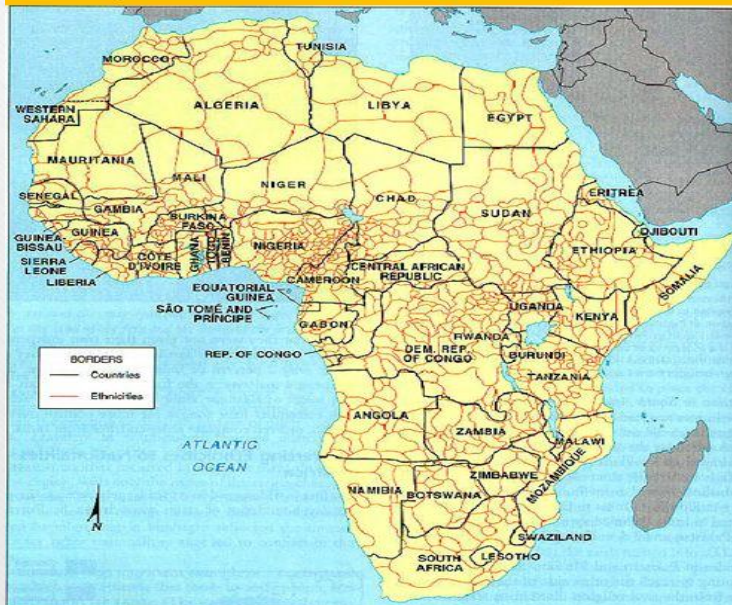 TUNISIA
MOROCCO
ALGERIA
LIBYA
EGYPT
WESTERN
SAHARA
MAURITANIA
MALI
NIGER
CHAD
SUDAN
ERITREA
SENEGAL
GAMBIA
BURKINA
FASO
DJIBOUTI
GUINEA
GUINEA-
BISSAU
NIGERIA
ETHIOPIA
SIERRA
LEONE
CÔTE
D'IVOIRE
GHANA
TOGO
BENIN
LIBERIA
CENTRAL AFRICAN
REPUBLIC
SOMALIA
CAMEROON
EQUATORIAL
GUINEA
UGANDA
KENYA
SÃO TOMÉ AND
PRÍNCIPE
GABON
RWANDA
DEM. REP.
OF CONGO
REP. OF CONGO
BURUNDI
TANZANIA
BORDERS
Countries
Ethnicities
ANGOLA
ZAMBIA
MALAWI
ATLANTIC
OCEAN
ZIMBABWE
MOZAMBIQUE
NAMIBIA
BOTSWANA
SWAZILAND
LESOTHO
SOUTH
AFRICA
N